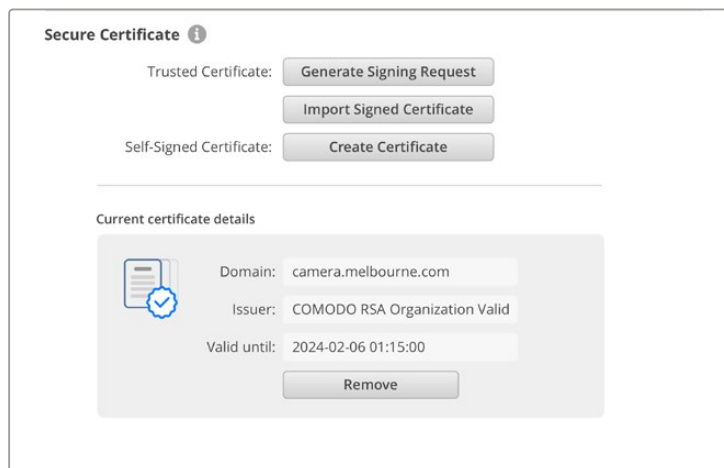 Secure Certificate
Trusted Certificate: Generate Signing Request
Import Signed Certificate
Self-Signed Certificate: Create Certificate
Current certificate details
Domain: camera.melbourne.com
Issuer: COMODO RSA Organization Valid
Valid until: 2024-02-06 01:15:00
Remove